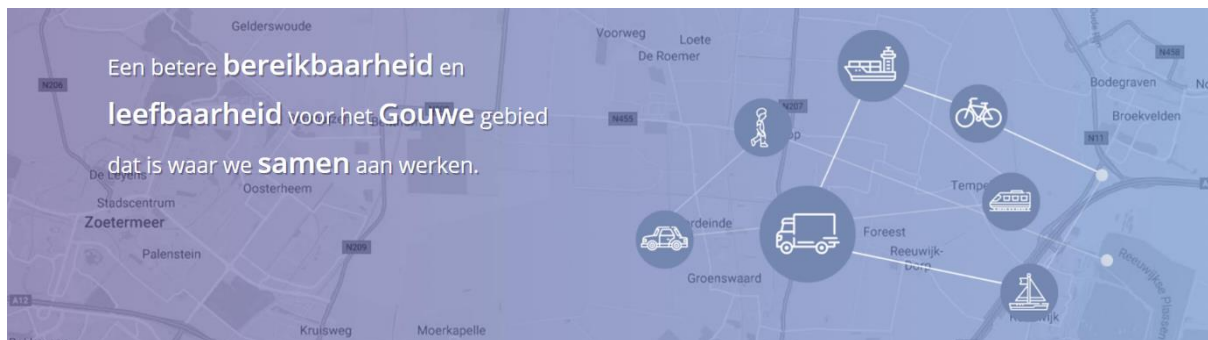 Een betere bereikbaarheid en
leefbaarheid voor het Gouwe gebied
dat is waar we samen aan werken.
Gelderswoude
N206
De Leyens
Stadscentrum
Zoetermeer
Palenstein
Oosterheem
N209
A12
Kruisweg
Moerkapelle
Voorweg
Loete
De Roemer
N455
N207
Groenswaard
Foreest
Reeuwijk-
Dorp
N458
Bodegraven
Broekvelden
N11
Reeuwijkse Plassen